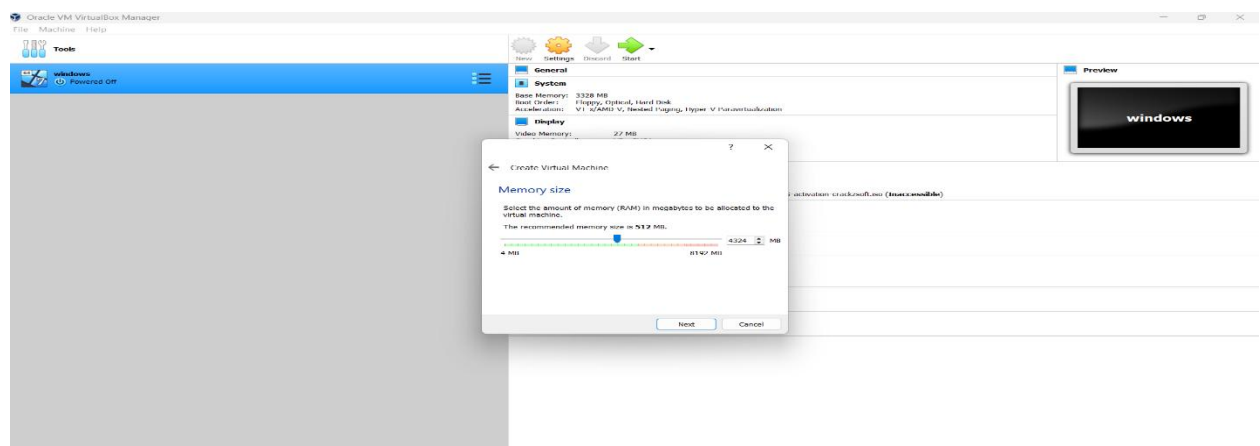 Oracle VM VirtualBox Manager
File Machine Help
Tools
New Settings Discard Start
windows
Powered Off
General
Preview
System
Base Memory: 3328 MB
Boot Order: Floppy, Optical, Hard Disk
Acceleration: VT-x/AMD-V, Nested Paging, Hyper-V Paravirtualization
windows
Display
Video Memory: 27 MB
? ×
Create Virtual Machine
Memory size
-activation-crackzsoft.iso (Inaccessible)
Select the amount of memory (RAM) in megabytes to be allocated to the
virtual machine.
The recommended memory size is 512 MB.
4324 MB
4 MB 8192 MB
Next Cancel